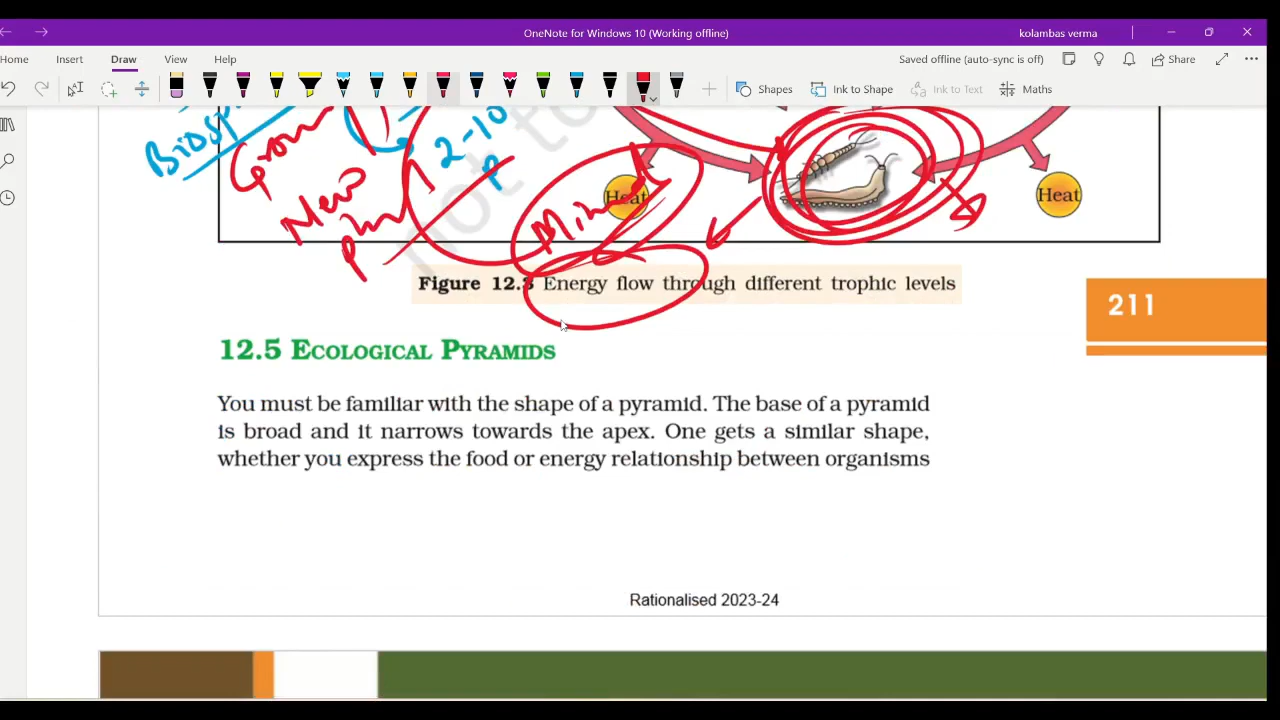 OneNote for Windows 10 (Working offline)
kolambas verma
Home Insert Draw View Help
Saved offline (auto-sync is off)
Share
Shapes
Ink to Shape
Ink to Text
Maths
2-10
P
not to
Heat
Heat
Figure 12.3 Energy flow through different trophic levels
211
12.5 ECOLOGICAL PYRAMIDS
You must be familiar with the shape of a pyramid. The base of a pyramid
is broad and it narrows towards the apex. One gets a similar shape,
whether you express the food or energy relationship between organisms
Rationalised 2023-24